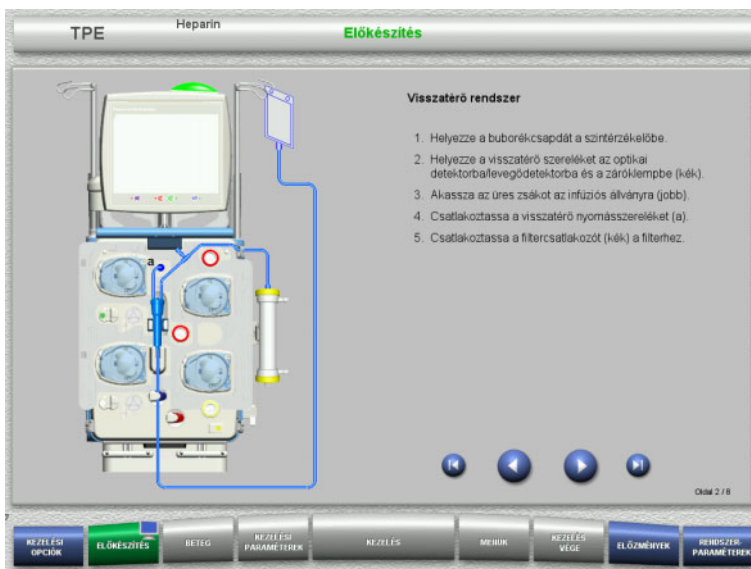 TPE
Heparin
Előkészítés
Visszatérő rendszer
1. Helyezze a buborékcsapdát a szintérzékelőbe.
2. Helyezze a visszatérő szereléket az optikai
detektorba/levegődetektorba és a záróklempbe (kék).
3. Akassza az üres zsákot az infúziós állványra (jobb).
4. Csatlakoztassa a visszatérő nyomásszereléket (a).
5. Csatlakoztassa a filtercsatlakozót (kék) a filterhez.
a
Oldal 2 / 8
KEZELÉSI
OPCIÓK
ELŐKÉSZÍTÉS
BETEG
KEZELÉSI
PARAMÉTEREK
KEZELÉS
MENÜK
KEZELÉS
VÉGE
ELŐZMÉNYEK
RENDSZER-
PARAMÉTEREK